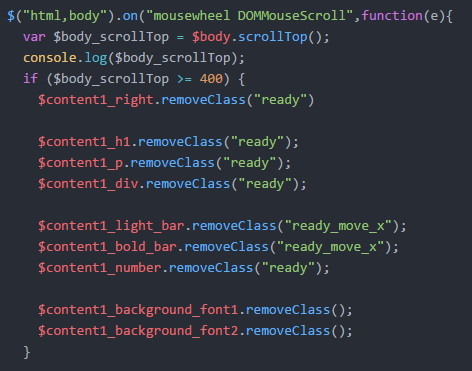 $("html,body").on("mousewheel DOMMouseScroll",function(e){
var $body_scrollTop = $body.scrollTop();
console.log($body_scrollTop);
if ($body_scrollTop >= 400) {
$content1_right.removeClass("ready")
$content1_h1.removeClass("ready");
$content1_p.removeClass("ready");
$content1_div.removeClass("ready");
$content1_light_bar.removeClass("ready_move_x");
$content1_bold_bar.removeClass("ready_move_x");
$content1_number.removeClass("ready");
$content1_background_font1.removeClass();
$content1_background_font2.removeClass();
}